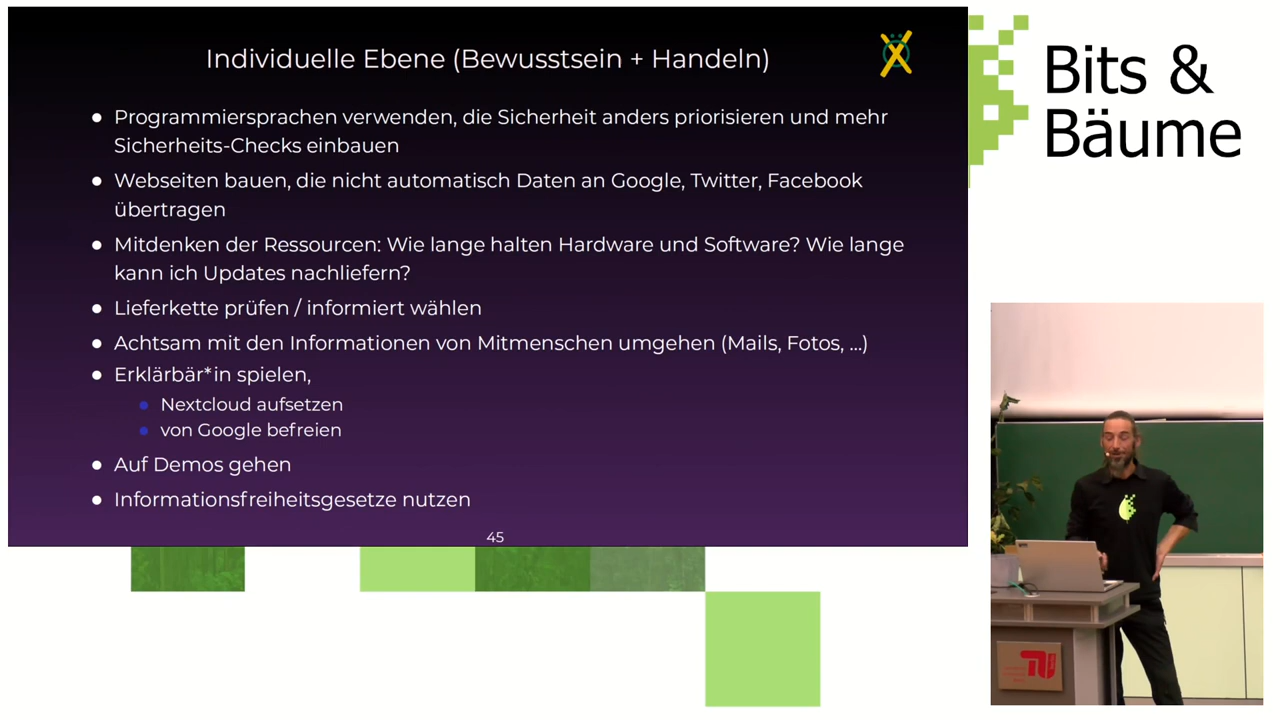 Individuelle Ebene (Bewusstsein + Handeln)
Programmiersprachen verwenden, die Sicherheit anders priorisieren und mehr
Sicherheits-Checks einbauen
Webseiten bauen, die nicht automatisch Daten an Google, Twitter, Facebook
übertragen
Mitdenken der Ressourcen: Wie lange halten Hardware und Software? Wie lange
kann ich Updates nachliefern?
Lieferkette prüfen / informiert wählen
Achtsam mit den Informationen von Mitmenschen umgehen (Mails, Fotos, ...)
Erklärbär*in spielen,
Nextcloud aufsetzen
von Google befreien
Auf Demos gehen
Informationsfreiheitsgesetze nutzen
45
Bits &
Bäume